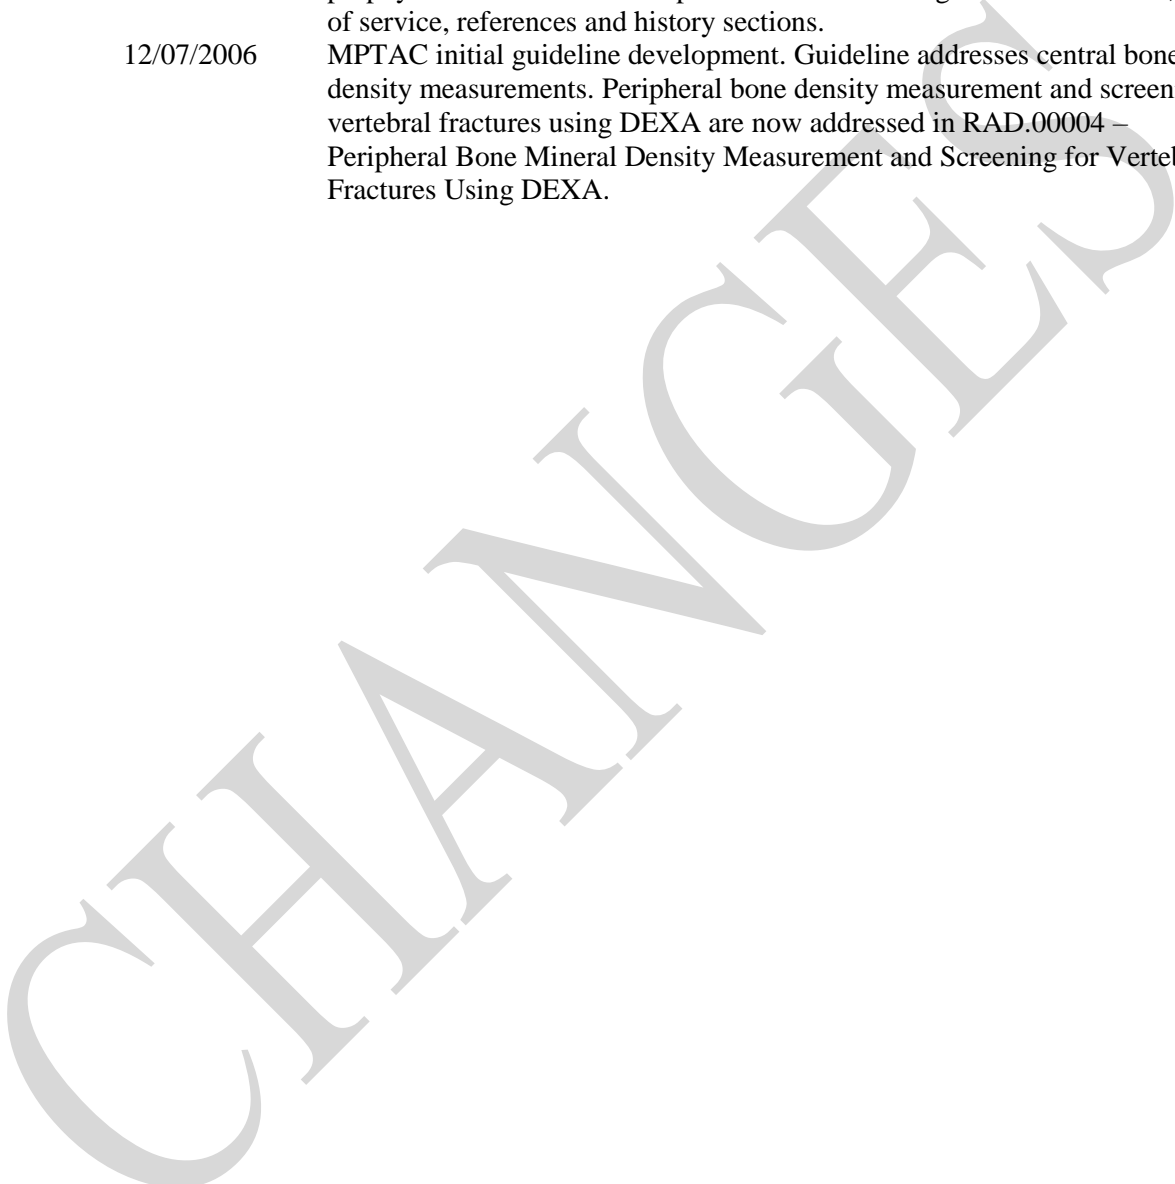 of service, references and history sections.
12/07/2006 MPTAC initial guideline development. Guideline addresses central bone
density measurements. Peripheral bone density measurement and screen
vertebral fractures using DEXA are now addressed in RAD.00004 –
Peripheral Bone Mineral Density Measurement and Screening for
Fractures Using DEXA.
CHANGES